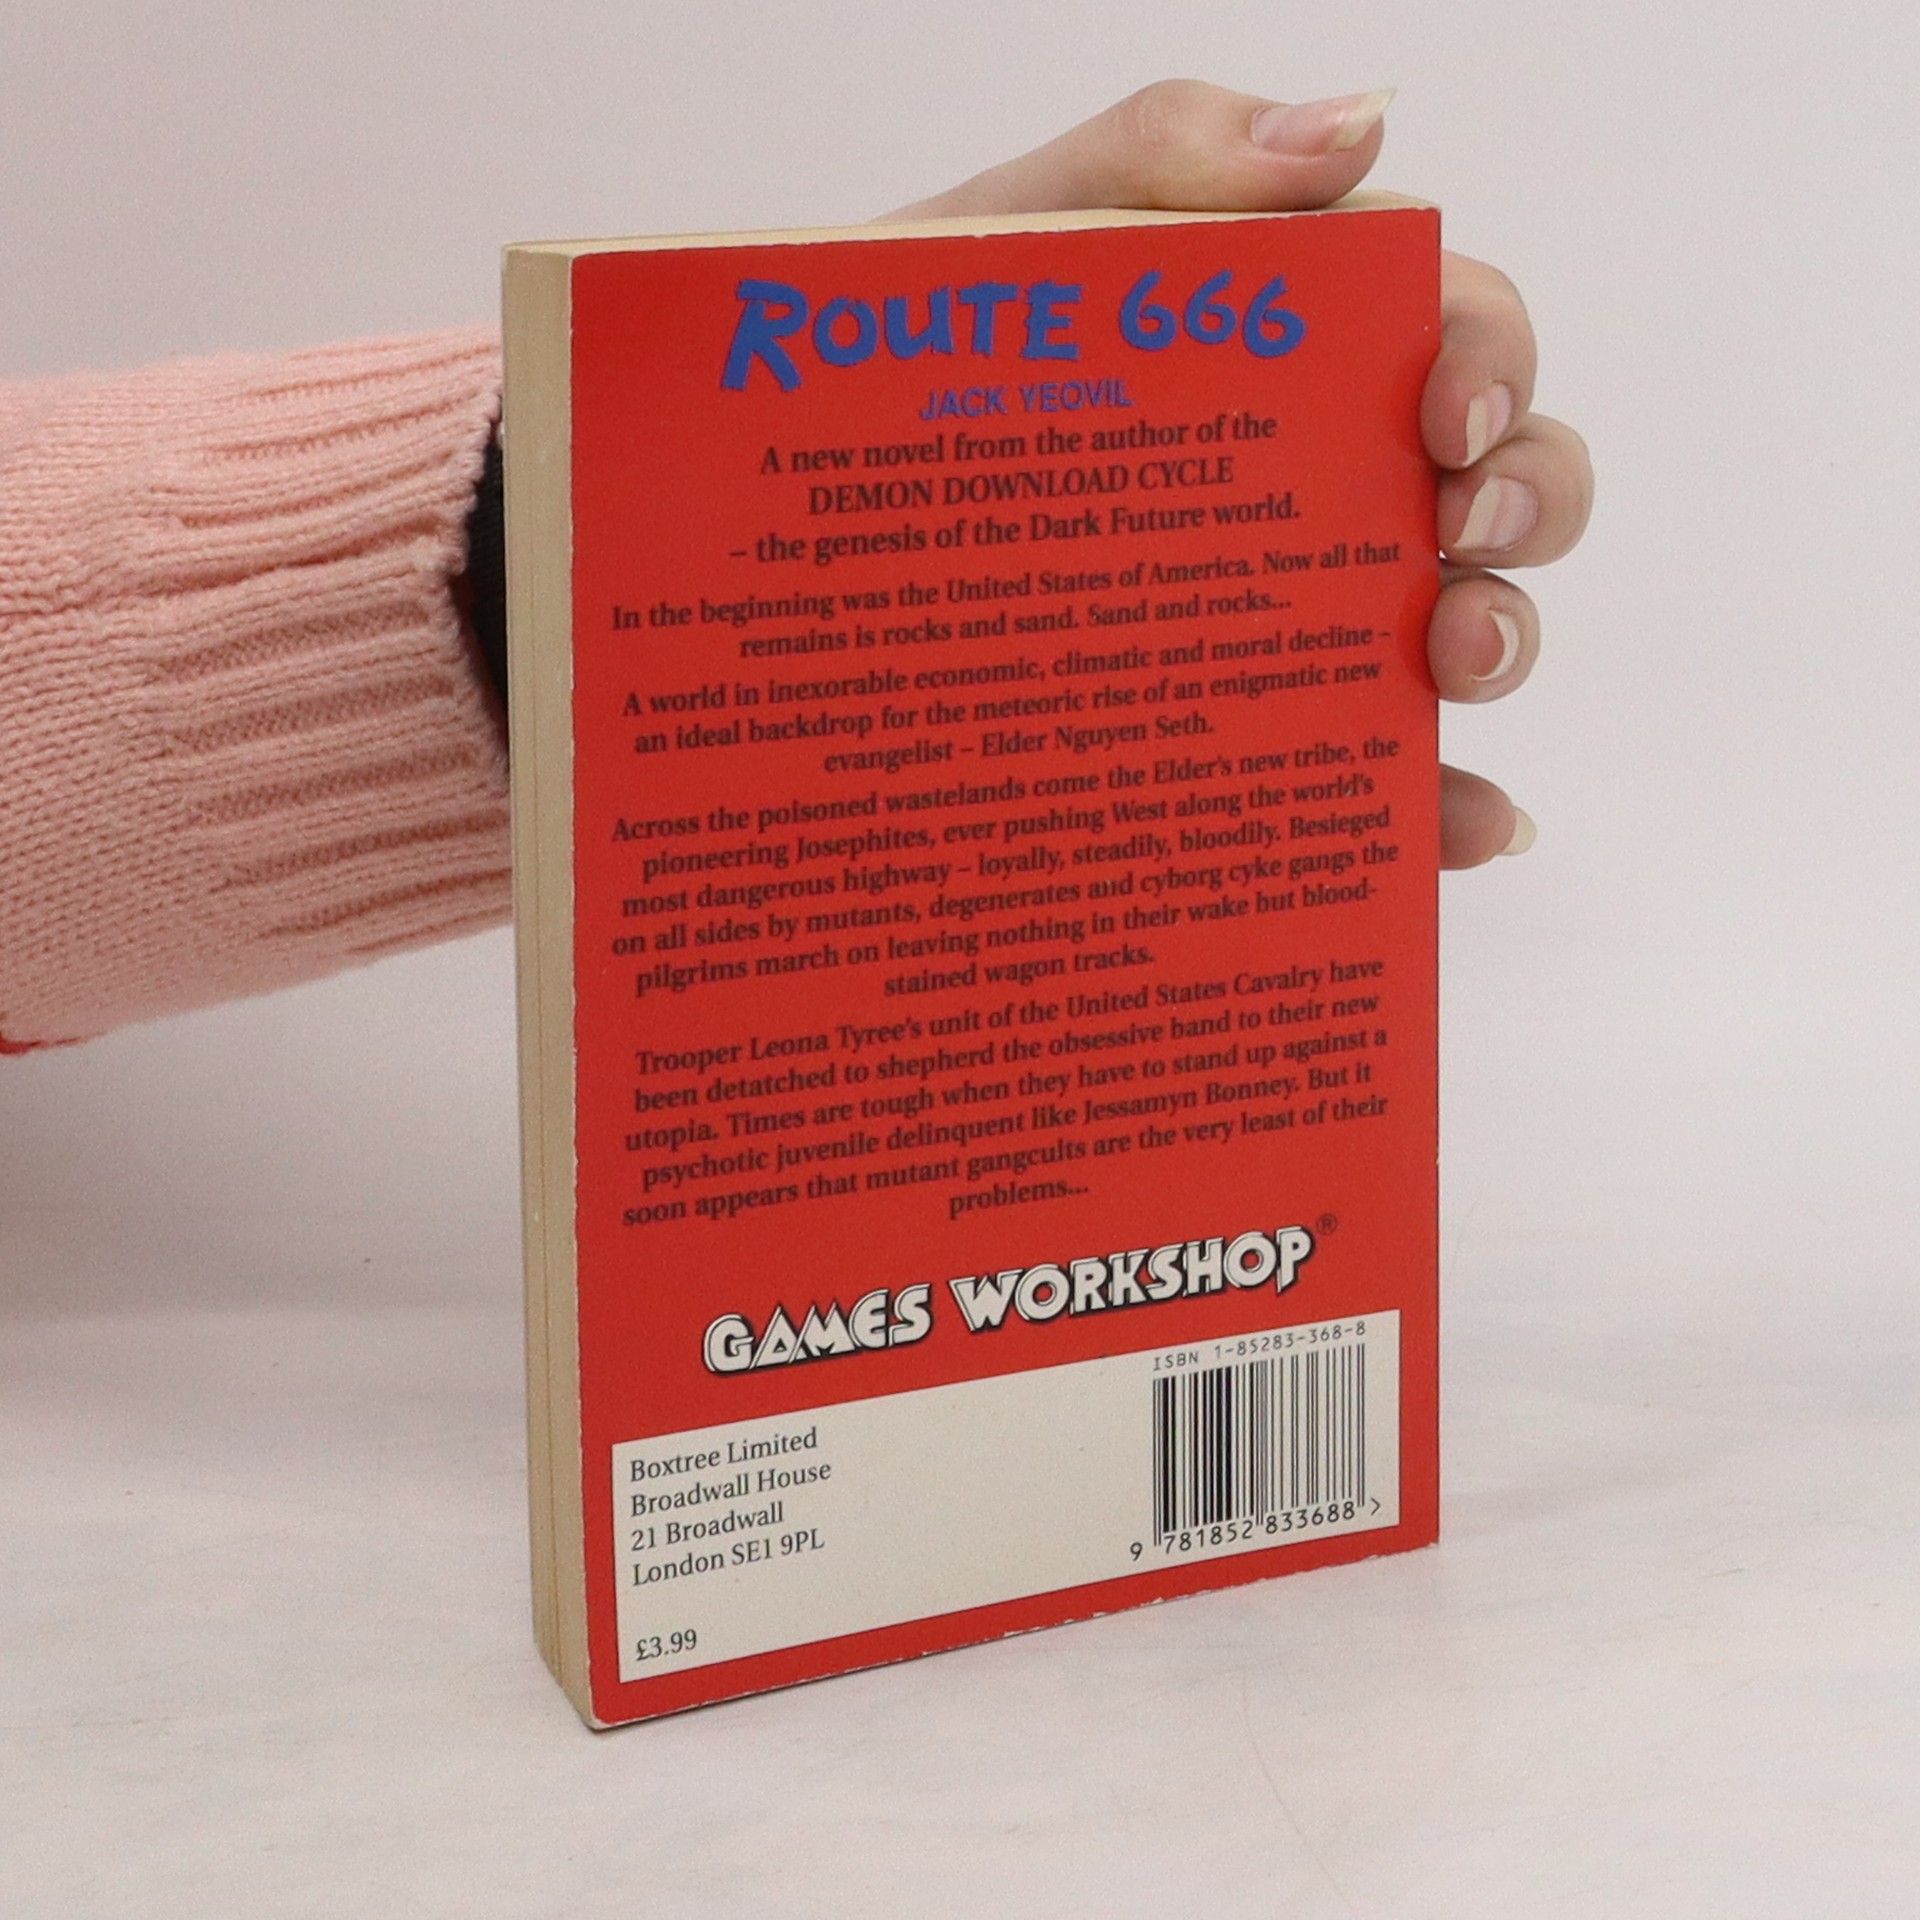 ROUTE 666
JACK YEOVIL
A new novel from the author of the
DEMON DOWNLOAD CYCLE
– the genesis of the Dark Future world.
In the beginning was the United States of America. Now all that
remains is rocks and sand. Sand and rocks...
A world in inexorable economic, climatic and moral decline –
an ideal backdrop for the meteoric rise of an enigmatic new
evangelist – Elder Nguyen Seth.
Across the poisoned wastelands come the Elder's new tribe, the
pioneering Josephites, ever pushing West along the world's
most dangerous highway – loyally, steadily, bloodily. Besieged
on all sides by mutants, degenerates and cyborg cyke gangs the
pilgrims march on leaving nothing in their wake but blood-
stained wagon tracks.
Trooper Leona Tyree's unit of the United States Cavalry have
been detatched to shepherd the obsessive band to their new
utopia. Times are tough when they have to stand up against a
psychotic juvenile delinquent like Jessamyn Bonney. But it
soon appears that mutant gangcults are the very least of their
problems...
GAMES WORKSHOP®
ISBN 1-85283-368-8
Boxtree Limited
Broadwall House
21 Broadwall
London SE1 9PL
9 781852 833688 >
£3.99